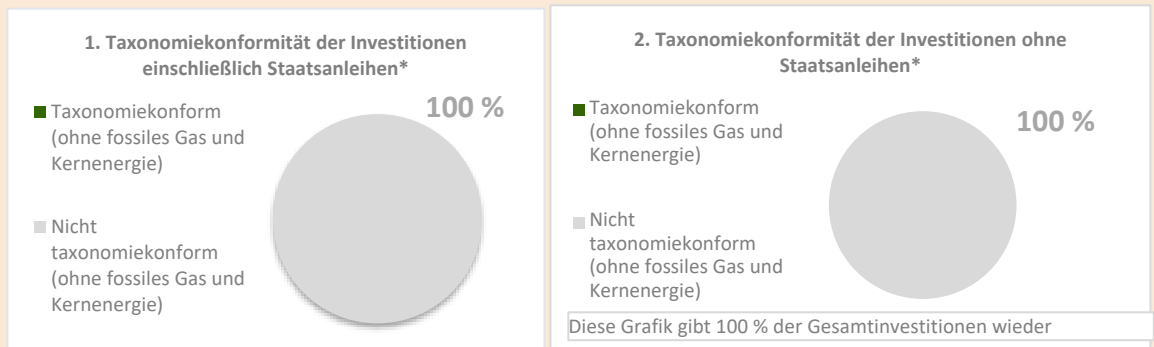 1. Taxonomiekonformität der Investitionen
einschließlich Staatsanleihen*
100 %
Taxonomiekonform
(ohne fossiles Gas und
Kernenergie)
Nicht
taxonomiekonform
(ohne fossiles Gas und
Kernenergie)
2. Taxonomiekonformität der Investitionen ohne
Staatsanleihen*
100 %
Taxonomiekonform
(ohne fossiles Gas und
Kernenergie)
Nicht
taxonomiekonform
(ohne fossiles Gas und
Kernenergie)
Diese Grafik gibt 100 % der Gesamtinvestitionen wieder